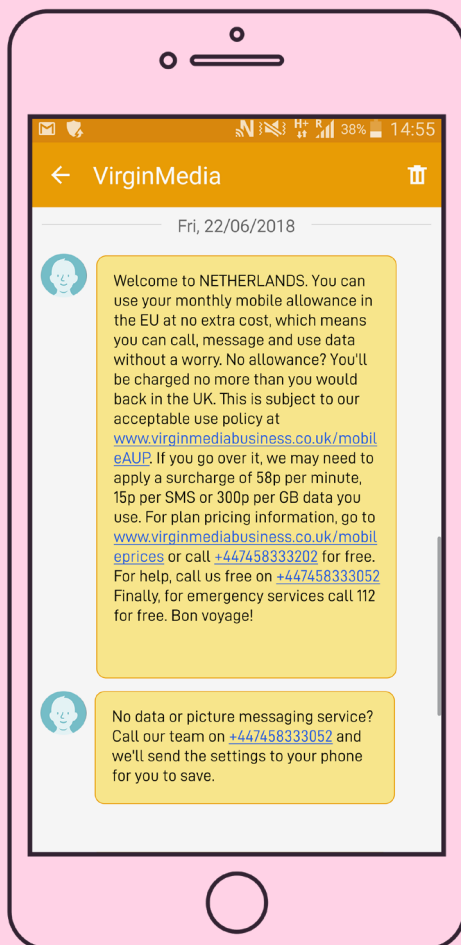 H+ R 38% 14:55
VirginMedia
Fri, 22/06/2018
Welcome to NETHERLANDS. You can
use your monthly mobile allowance in
the EU at no extra cost, which means
you can call, message and use data
without a worry. No allowance? You'll
be charged no more than you would
back in the UK. This is subject to our
acceptable use policy at
www.virginmediabusiness.co.uk/mobil
eAUP. If you go over it, we may need to
apply a surcharge of 58p per minute,
15p per SMS or 300p per GB data you
use. For plan pricing information, go to
www.virginmediabusiness.co.uk/mobil
eprices or call +447458333202 for free.
For help, call us free on +447458333052
Finally, for emergency services call 112
for free. Bon voyage!
No data or picture messaging service?
Call our team on +447458333052 and
we'll send the settings to your phone
for you to save.